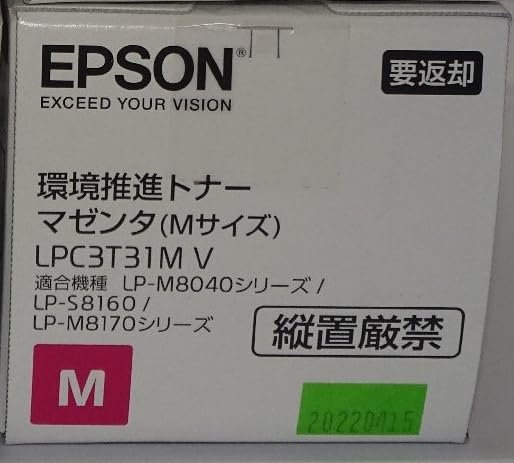 EPSON®
要返却
EXCEED YOUR VISION
環境推進トナー
マゼンタ(Mサイズ)
LPC3T31M V
適合機種 LP-M8040シリーズ /
LP-S8160 /
LP-M8170シリーズ
縦置厳禁
M
20220415